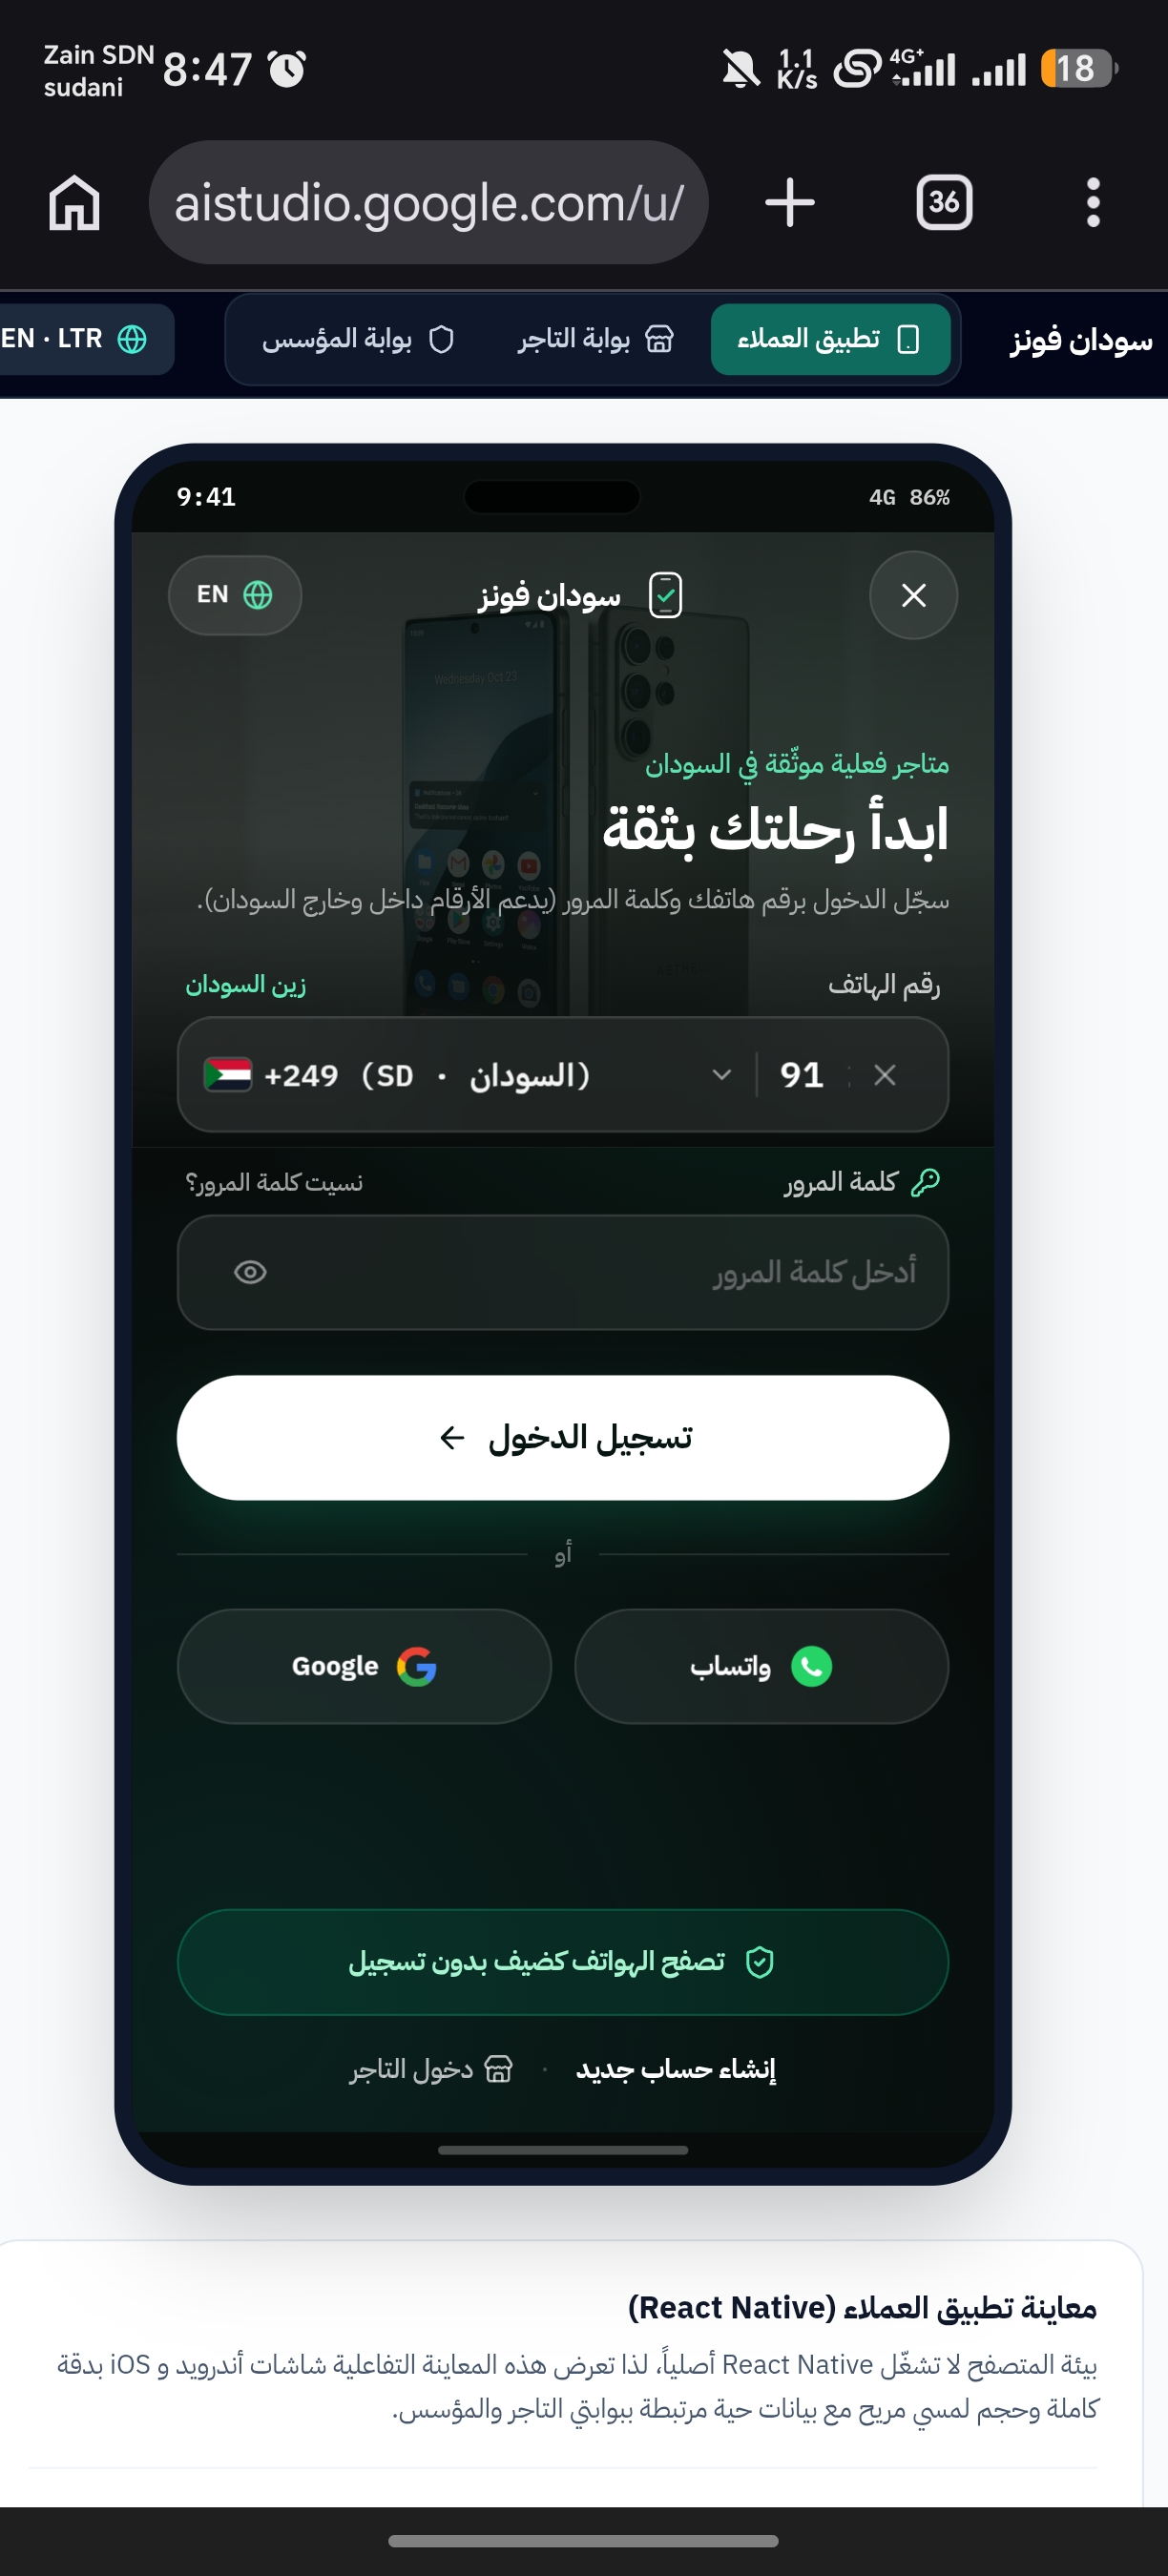 Zain SDN
sudani
8:47
1.1 K/s
4G+
18
aistudio.google.com/u/
36
سودان فونز
تطبيق العملاء
بوابة التاجر
بوابة المؤسس
EN · LTR
9:41
4G 86%
سودان فونز
EN
Wednesday Oct 23
متاجر فعلية موثّقة في السودان
ابدأ رحلتك بثقة
سجّل الدخول برقم هاتفك وكلمة المرور (يدعم الأرقام داخل وخارج السودان).
رقم الهاتف
زين السودان
+249 (SD · السودان)
91
كلمة المرور
نسيت كلمة المرور؟
أدخل كلمة المرور
تسجيل الدخول
أو
واتساب
Google
تصفح الهواتف كضيف بدون تسجيل
إنشاء حساب جديد · دخول التاجر
معاينة تطبيق العملاء (React Native)
بيئة المتصفح لا تشغّل React Native أصلياً، لذا تعرض هذه المعاينة التفاعلية شاشات أندرويد و iOS بدقة
كاملة وحجم لمسي مريح مع بيانات حية مرتبطة ببوابتي التاجر والمؤسس.